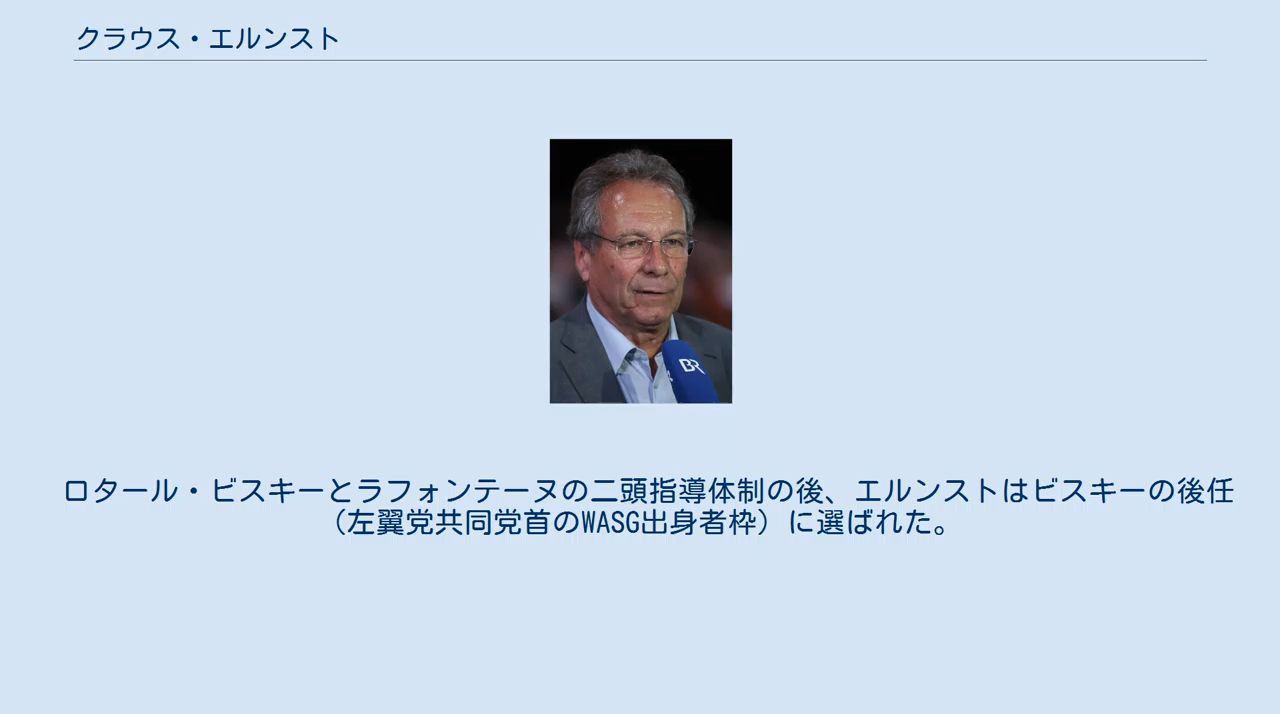 クラウス・エルンスト
BR
ロタール・ビスキーとラフォンテーヌの二頭指導体制の後、エルンストはビスキーの後任
（左翼党共同党首のWASG出身者枠）に選ばれた。